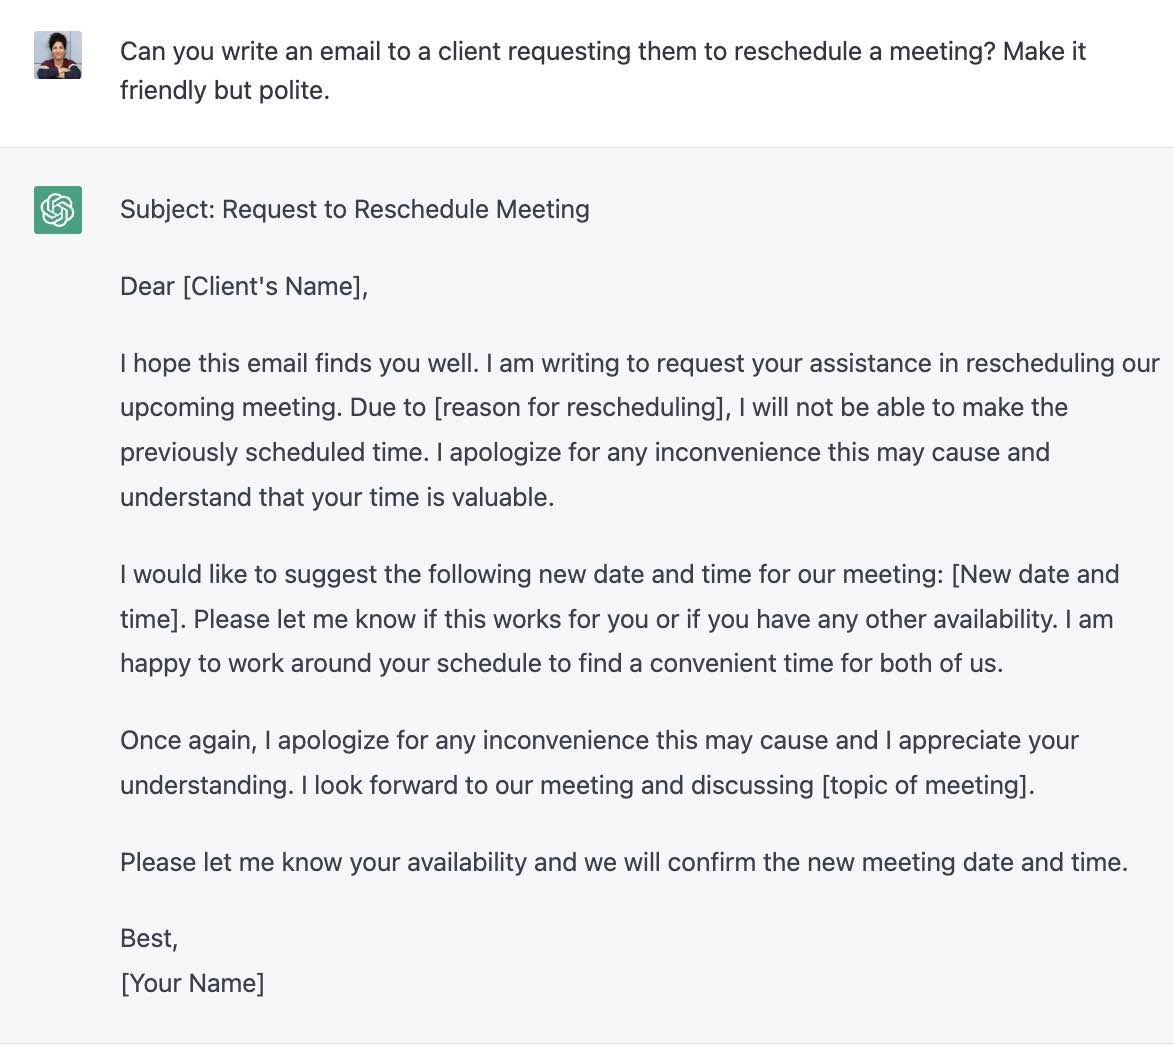 Can you write an email to a client requesting them to reschedule a meeting? Make it
friendly but polite.
Subject: Request to Reschedule Meeting
Dear [Client's Name],
I hope this email finds you well. I am writing to request your assistance in rescheduling our
upcoming meeting. Due to [reason for rescheduling], I will not be able to make the
previously scheduled time. I apologize for any inconvenience this may cause and
understand that your time is valuable.
I would like to suggest the following new date and time for our meeting: [New date and
time]. Please let me know if this works for you or if you have any other availability. I am
happy to work around your schedule to find a convenient time for both of us.
Once again, I apologize for any inconvenience this may cause and I appreciate your
understanding. I look forward to our meeting and discussing [topic of meeting].
Please let me know your availability and we will confirm the new meeting date and time.
Best,
[Your Name]